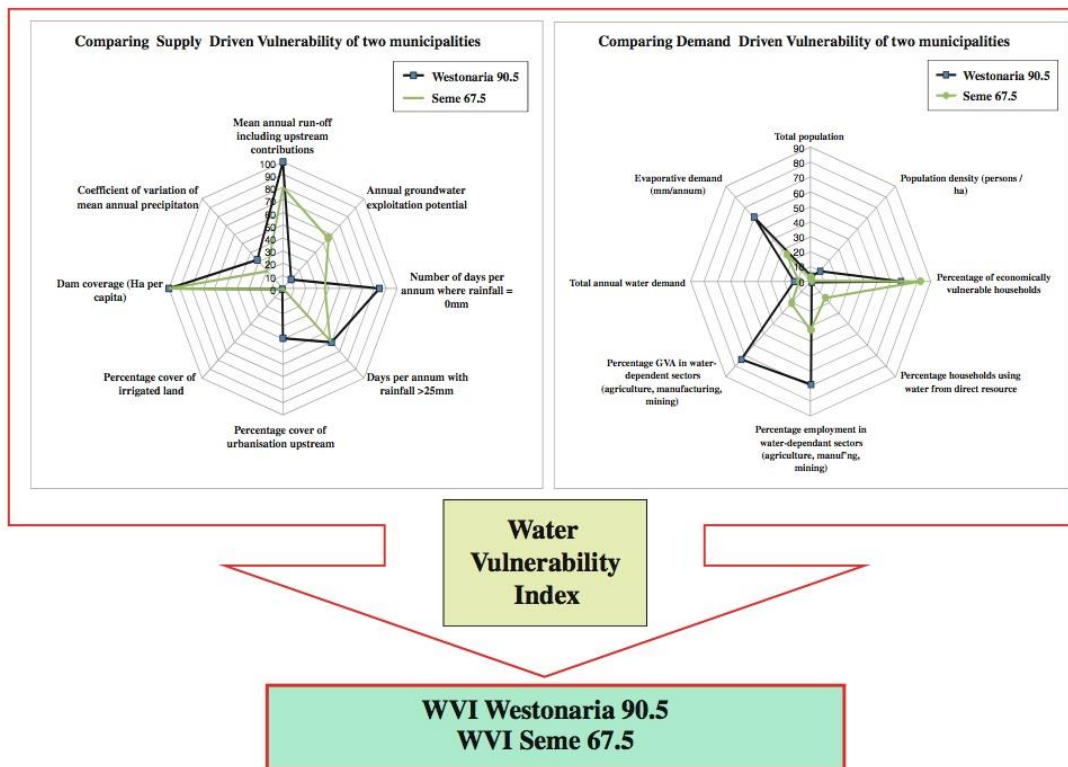 Comparing Supply Driven Vulnerability of two municipalities
Westonaria 90.5
Seme 67.5
Mean annual run-off
including upstream
contributions
Coefficient of variation of
mean annual precipitaton
Annual groundwater
exploitation potential
100
90
80
70
60
50
40
30
20
10
0
Dam coverage (Ha per
capita)
Number of days per
annum where rainfall =
0mm
Percentage cover of
irrigated land
Days per annum with
rainfall >25mm
Percentage cover of
urbanisation upstream
Comparing Demand Driven Vulnerability of two municipalities
Westonaria 90.5
Seme 67.5
Total population
Evaporative demand
(mm/annum)
Population density (persons /
ha)
90
80
70
60
50
40
30
20
10
0
Total annual water demand
Percentage of economically
vulnerable households
Percentage GVA in water-
dependent sectors
(agriculture, manufacturing,
mining)
Percentage households using
water from direct resource
Percentage employment in
water-dependant sectors
(agriculture, manuf'ng,
mining)
Water
Vulnerability
Index
WVI Westonaria 90.5
WVI Seme 67.5